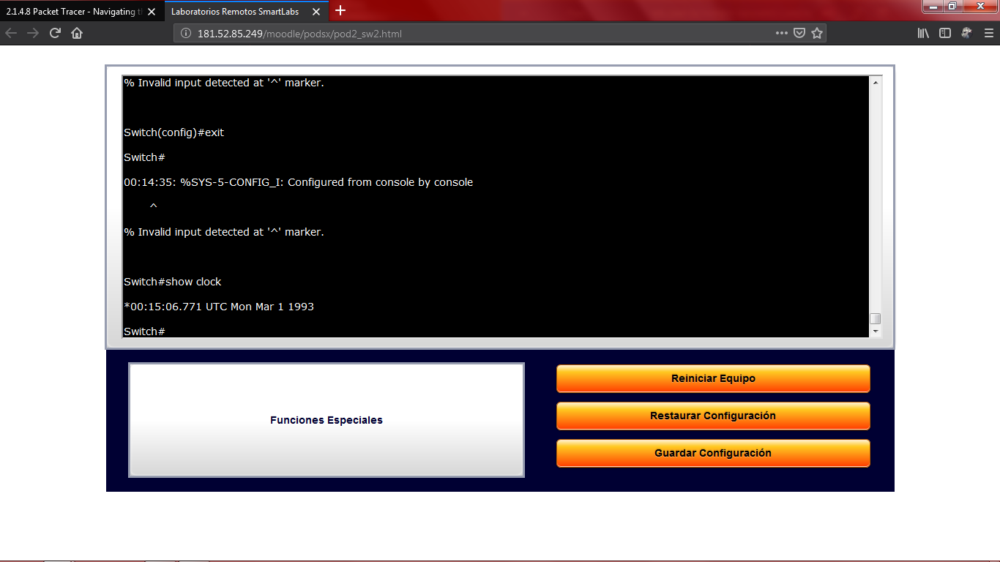 2.1.4.8 Packet Tracer - Navigating t
Laboratorios Remotos SmartLabs
181.52.85.249/moodle/podsx/pod2_sw2.html
% Invalid input detected at '^' marker.
Switch(config)#exit
Switch#
00:14:35: %SYS-5-CONFIG_I: Configured from console by console
^
% Invalid input detected at '^' marker.
Switch#show clock
*00:15:06.771 UTC Mon Mar 1 1993
Switch#
Funciones Especiales
Reiniciar Equipo
Restaurar Configuración
Guardar Configuración